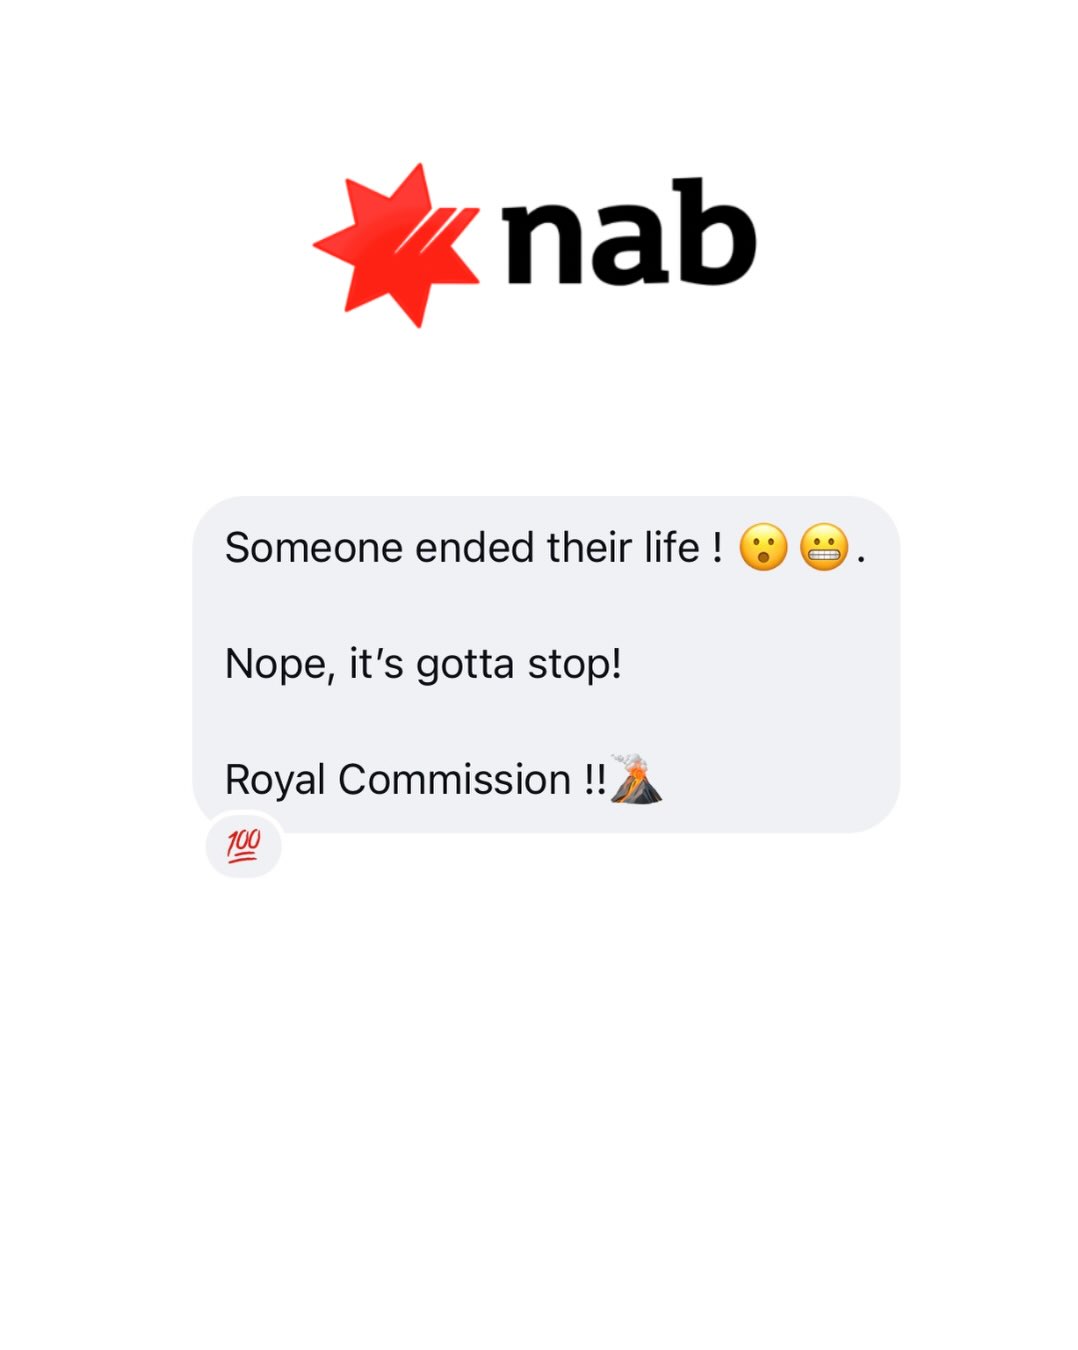 nab
Someone ended their life ! 😮😬.
Nope, it’s gotta stop!
Royal Commission !!🌋
💯